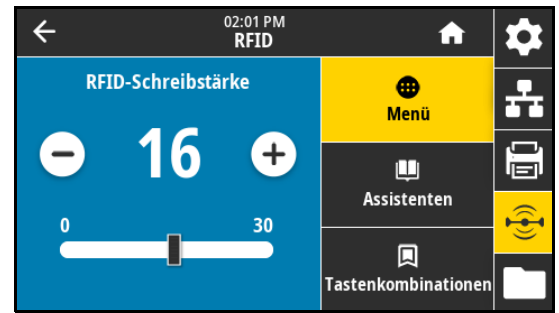 02:01 PM
RFID
RFID-Schreibstärke
16
0 30
Menü
Assistenten
Tastenkombinationen